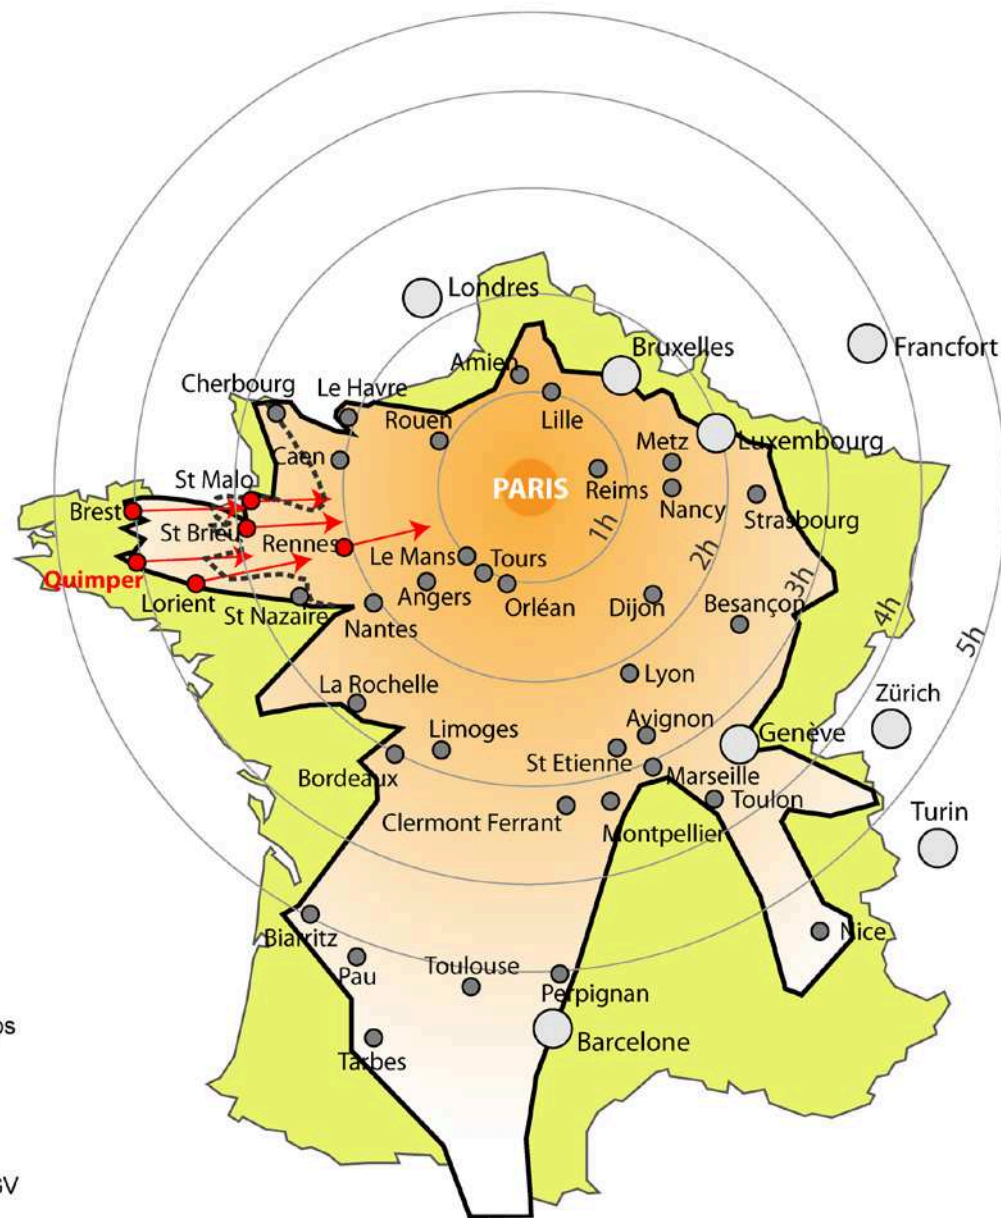 Londres
Francfort
Bruxelles
Amien
Cherbourg
Le Havre
Lille
Rouen
Luxembourg
Metz
Caen
St Malo
PARIS
Reims
Nancy
Strasbourg
Brest
St Brieu
Rennes
1h
2h
3h
4h
5h
Le Mans
Tours
Quimper
Lorient
St Nazaire
Angers
Orléan
Dijon
Besançon
Nantes
Lyon
La Rochelle
Zürich
Avignon
Genève
Limoges
St Etienne
Bordeaux
Marseille
Toulon
Turin
Clermont Ferrant
Montpellier
Biarritz
Nice
Pau
Toulouse
Perpignan
Barcelone
Tarbes